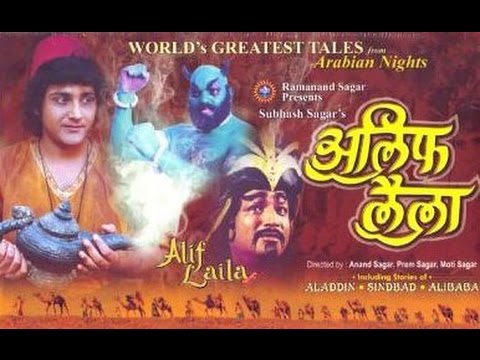 WORLD's GREATEST TALES from
Arabian Nights
Ramanand Sagar
Presents
Subhash Sagar's
अलिफ
लैला
Alif
Laila
Directed by : Anand Sagar, Prem Sagar, Moti Sagar
• Including Stories of
ALADDIN • SINDBAD • ALIBABA